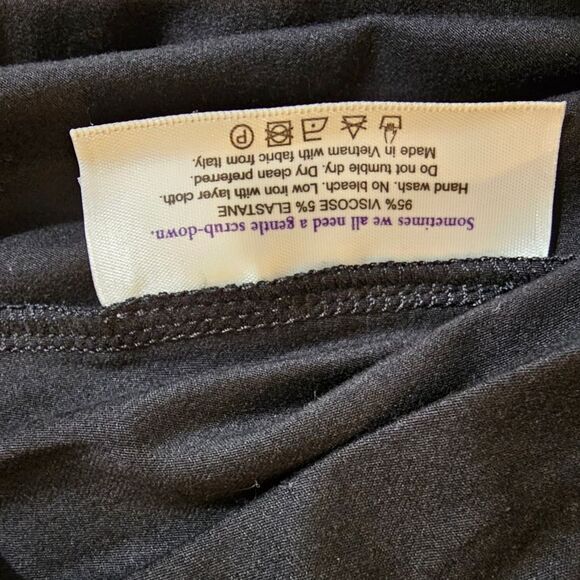 Sometimes we all need a gentle scrub-down.
95% VISCOSE 5% ELASTANE
Hand wash. No bleach. Low iron with layer cloth.
Do not tumble dry. Dry clean preferred.
Made in Vietnam with fabric from Italy.
P